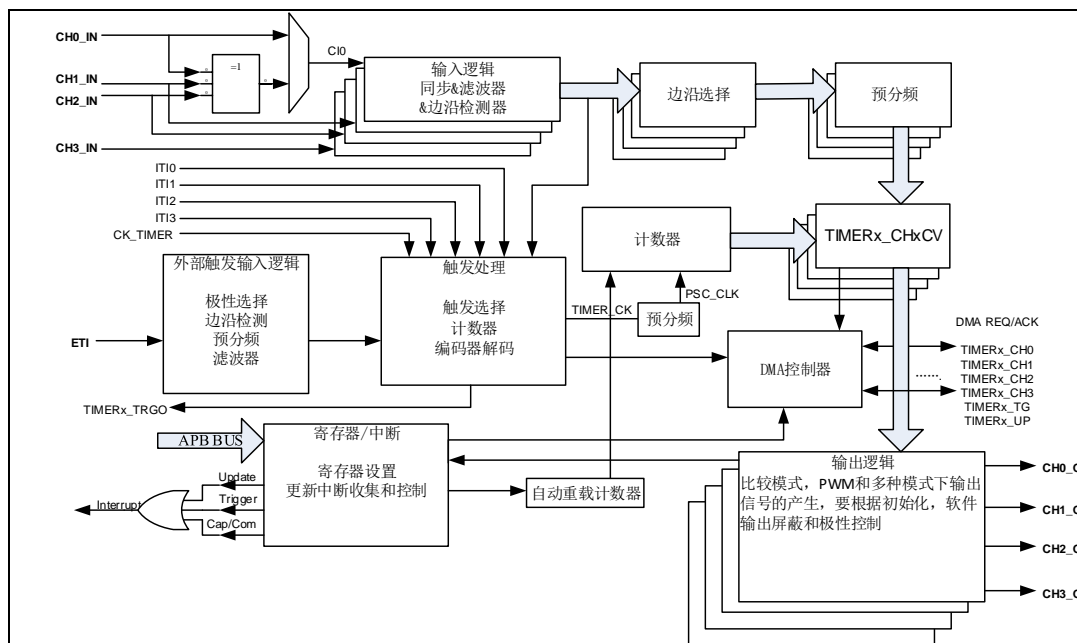 CH0_IN
CH1_IN
CH2_IN
CH3_IN
=1
CI0
输入逻辑
同步&滤波器
&边沿检测器
边沿选择
预分频
ITI0
ITI1
ITI2
ITI3
CK_TIMER
外部触发输入逻辑
极性选择
边沿检测
预分频
滤波器
ETI
触发处理
触发选择
计数器
编码器解码
TIMER_CK
预分频
PSC_CLK
计数器
TIMERx_CHxCV
DMA控制器
DMA REQ/ACK
TIMERx_CH0
TIMERx_CH1
TIMERx_CH2
TIMERx_CH3
TIMERx_TG
TIMERx_UP
…….
TIMERx_TRGO
APB BUS
寄存器/中断
寄存器设置
更新中断收集和控制
Update
Trigger
Cap/Com
Interrupt
自动重载计数器
输出逻辑
比较模式，PWM和多种模式下输出
信号的产生，要根据初始化，软件
输出屏蔽和极性控制
CH0_O
CH1_O
CH2_O
CH3_O